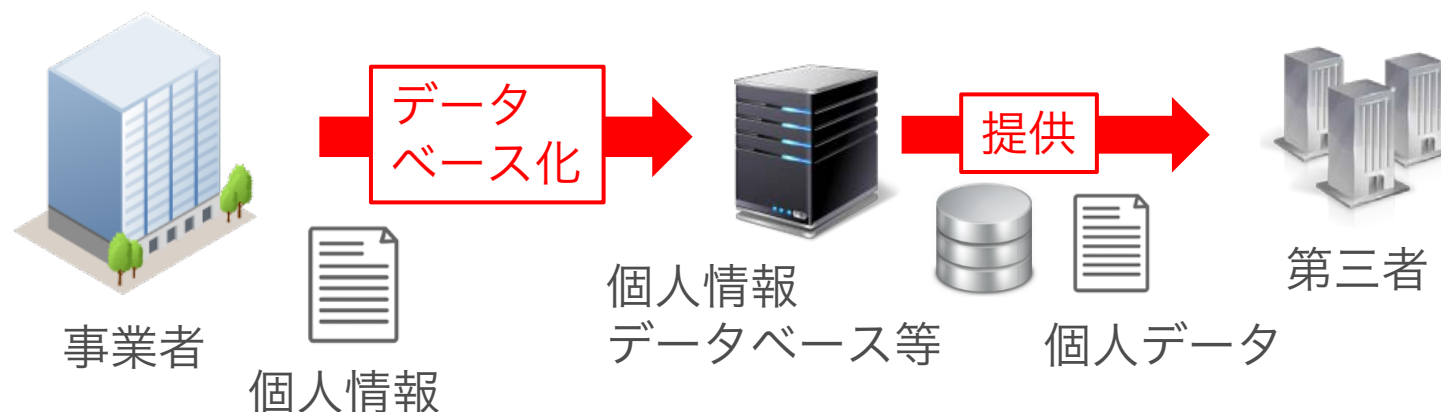 データ
ベース化
提供
事業者
個人情報
個人情報
データベース等
個人データ
第三者